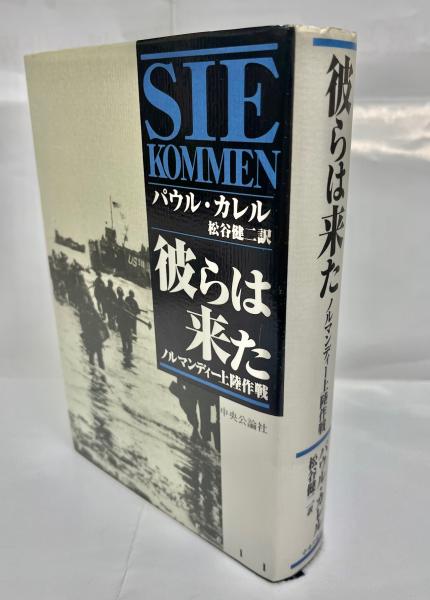 SIE
KOMMEN
パウル・カレル
松谷健二訳
彼らは
来た
ノルマンディー上陸作戦
中央公論社
US
彼らは来た
ノルマンディー上陸作戦
パウル・カレル
松谷健二訳